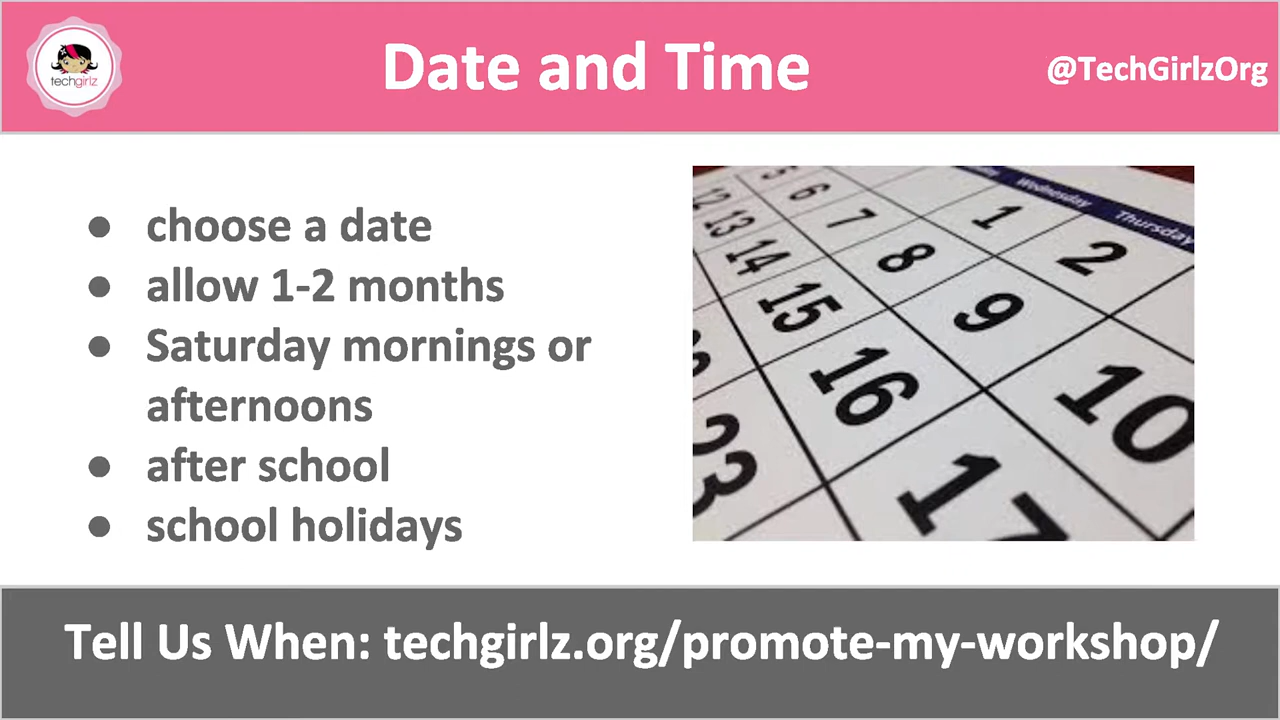 techgirlz
Date and Time
@TechGirlzOrg
● choose a date
● allow 1-2 months
● Saturday mornings or
afternoons
● after school
● school holidays
Wednesday
Thursday
5
6
7
1
2
12
13
14
15
8
9
16
10
23
17
Tell Us When: techgirlz.org/promote-my-workshop/